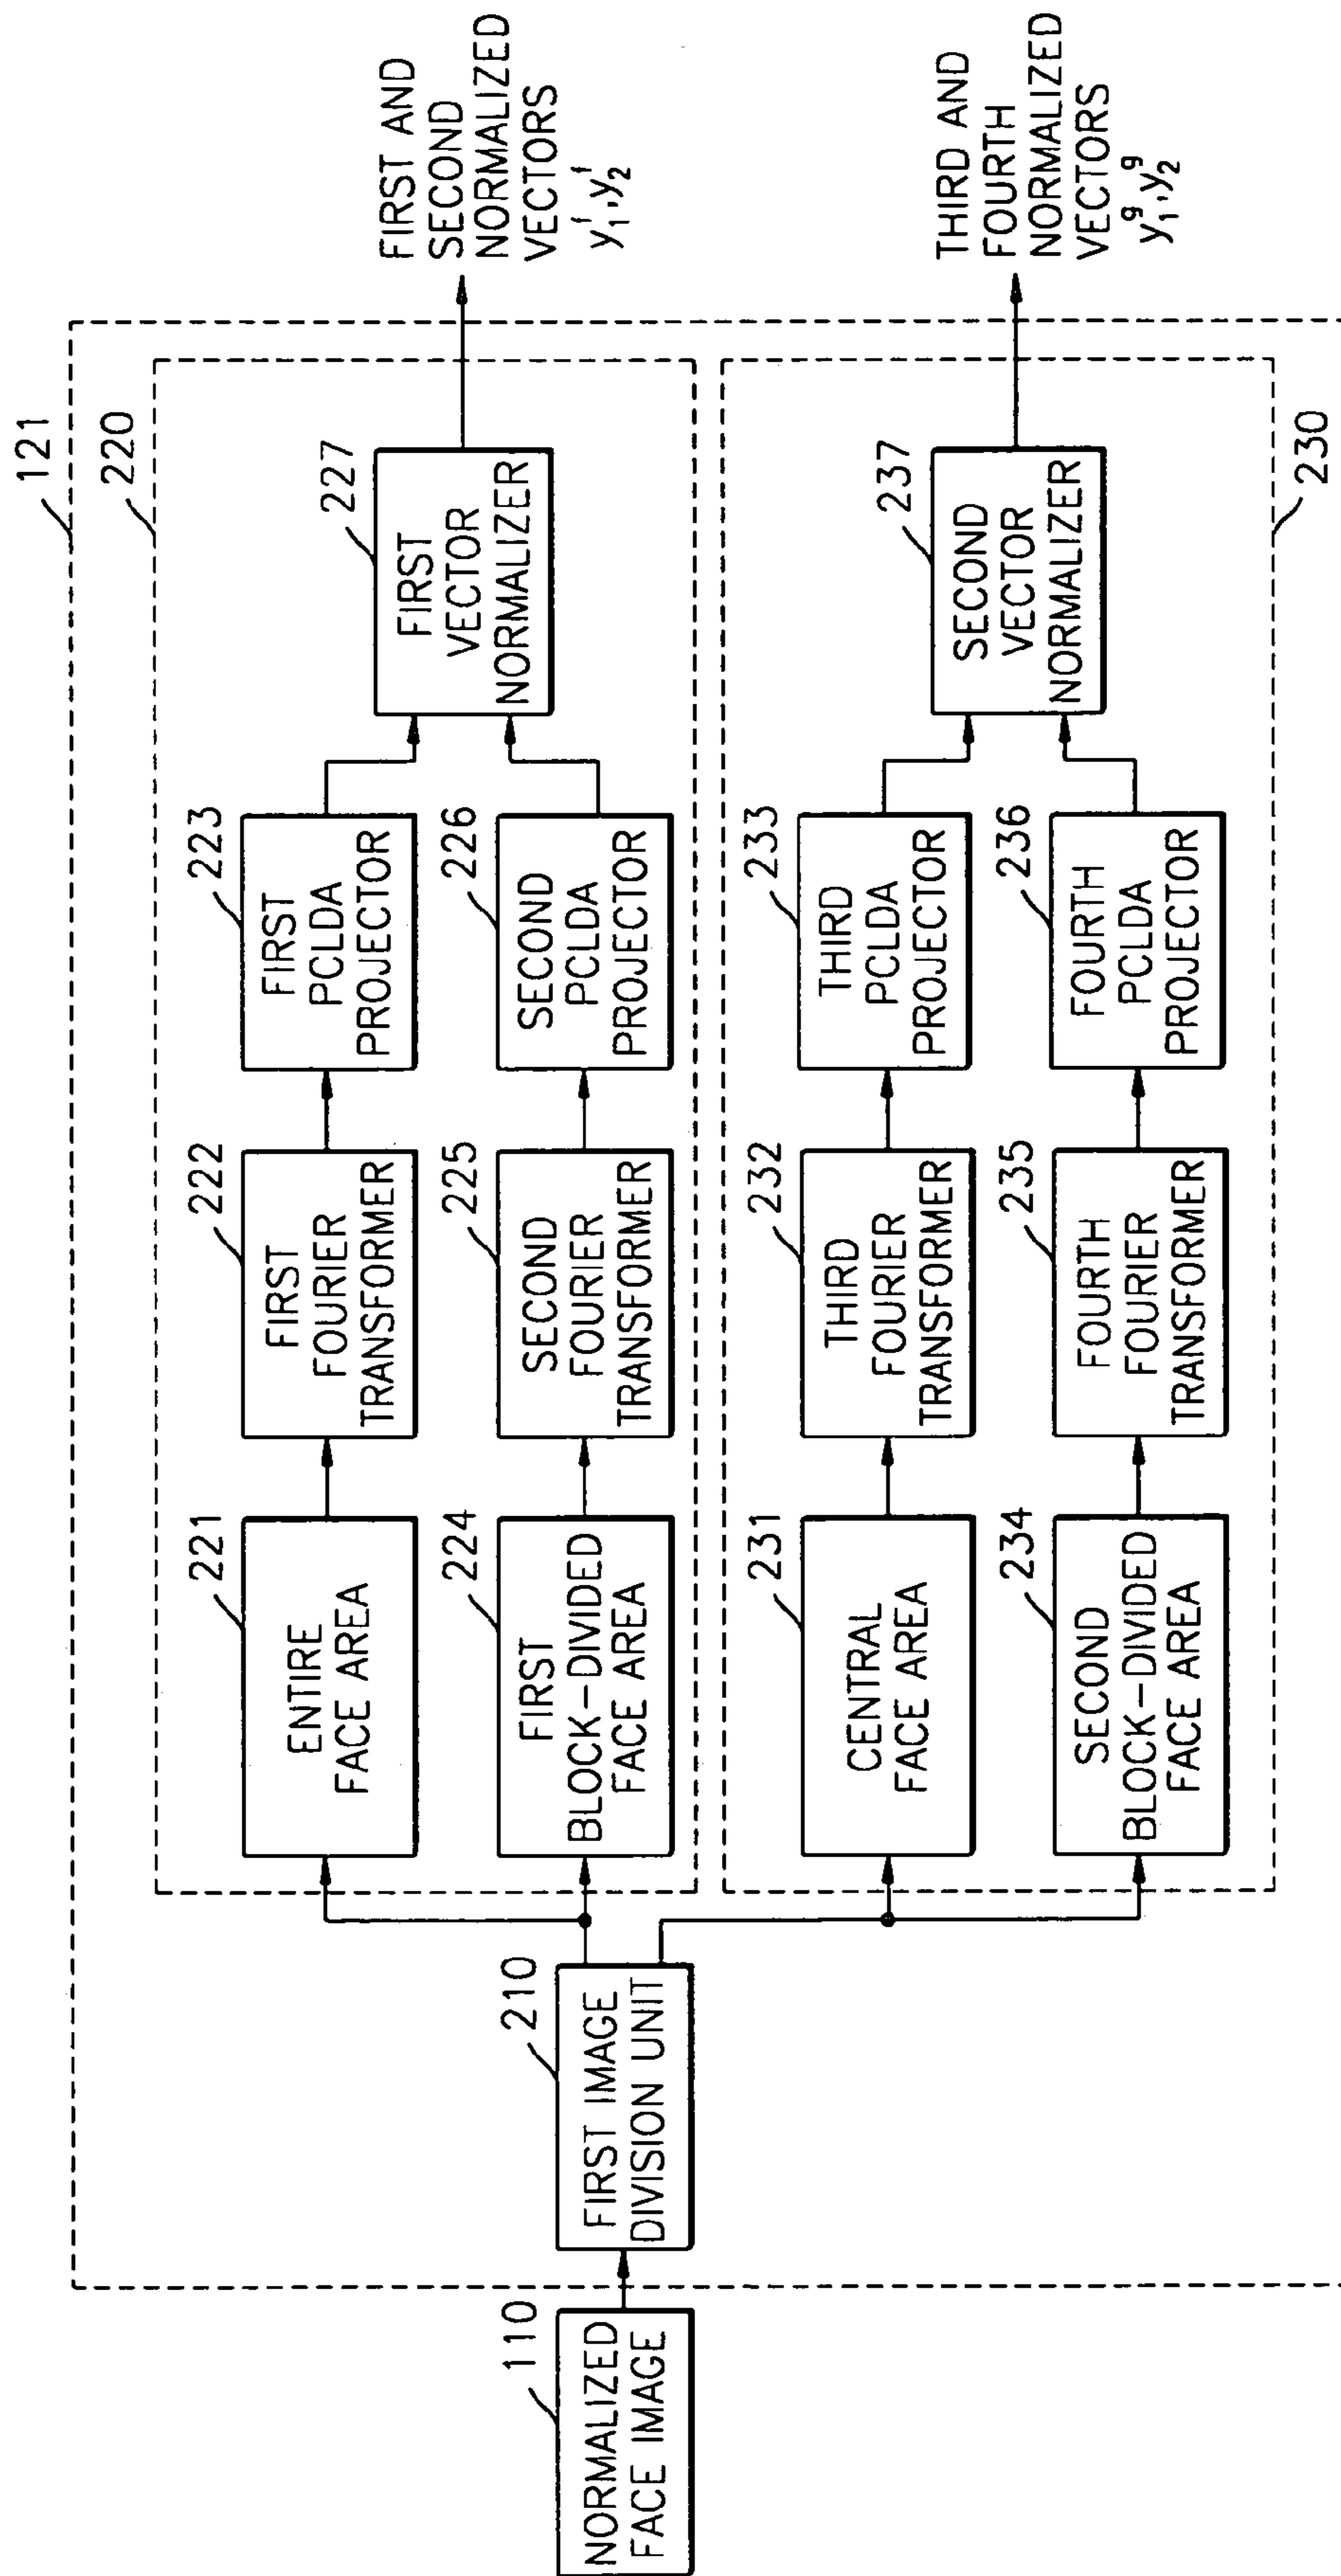 121
220
110
NORMALIZED
FACE IMAGE
210
FIRST IMAGE
DIVISION UNIT
221
ENTIRE
FACE AREA
222
FIRST
FOURIER
TRANSFORMER
223
FIRST
PCLDA
PROJECTOR
224
FIRST
BLOCK-DIVIDED
FACE AREA
225
SECOND
FOURIER
TRANSFORMER
226
SECOND
PCLDA
PROJECTOR
227
FIRST
VECTOR
NORMALIZER
FIRST AND
SECOND
NORMALIZED
VECTORS
y₁ᶠ,y₂ᶠ
231
CENTRAL
FACE AREA
232
THIRD
FOURIER
TRANSFORMER
233
THIRD
PCLDA
PROJECTOR
234
SECOND
BLOCK-DIVIDED
FACE AREA
235
FOURTH
FOURIER
TRANSFORMER
236
FOURTH
PCLDA
PROJECTOR
237
SECOND
VECTOR
NORMALIZER
THIRD AND
FOURTH
NORMALIZED
VECTORS
y₁ᵍ,y₂ᵍ
230